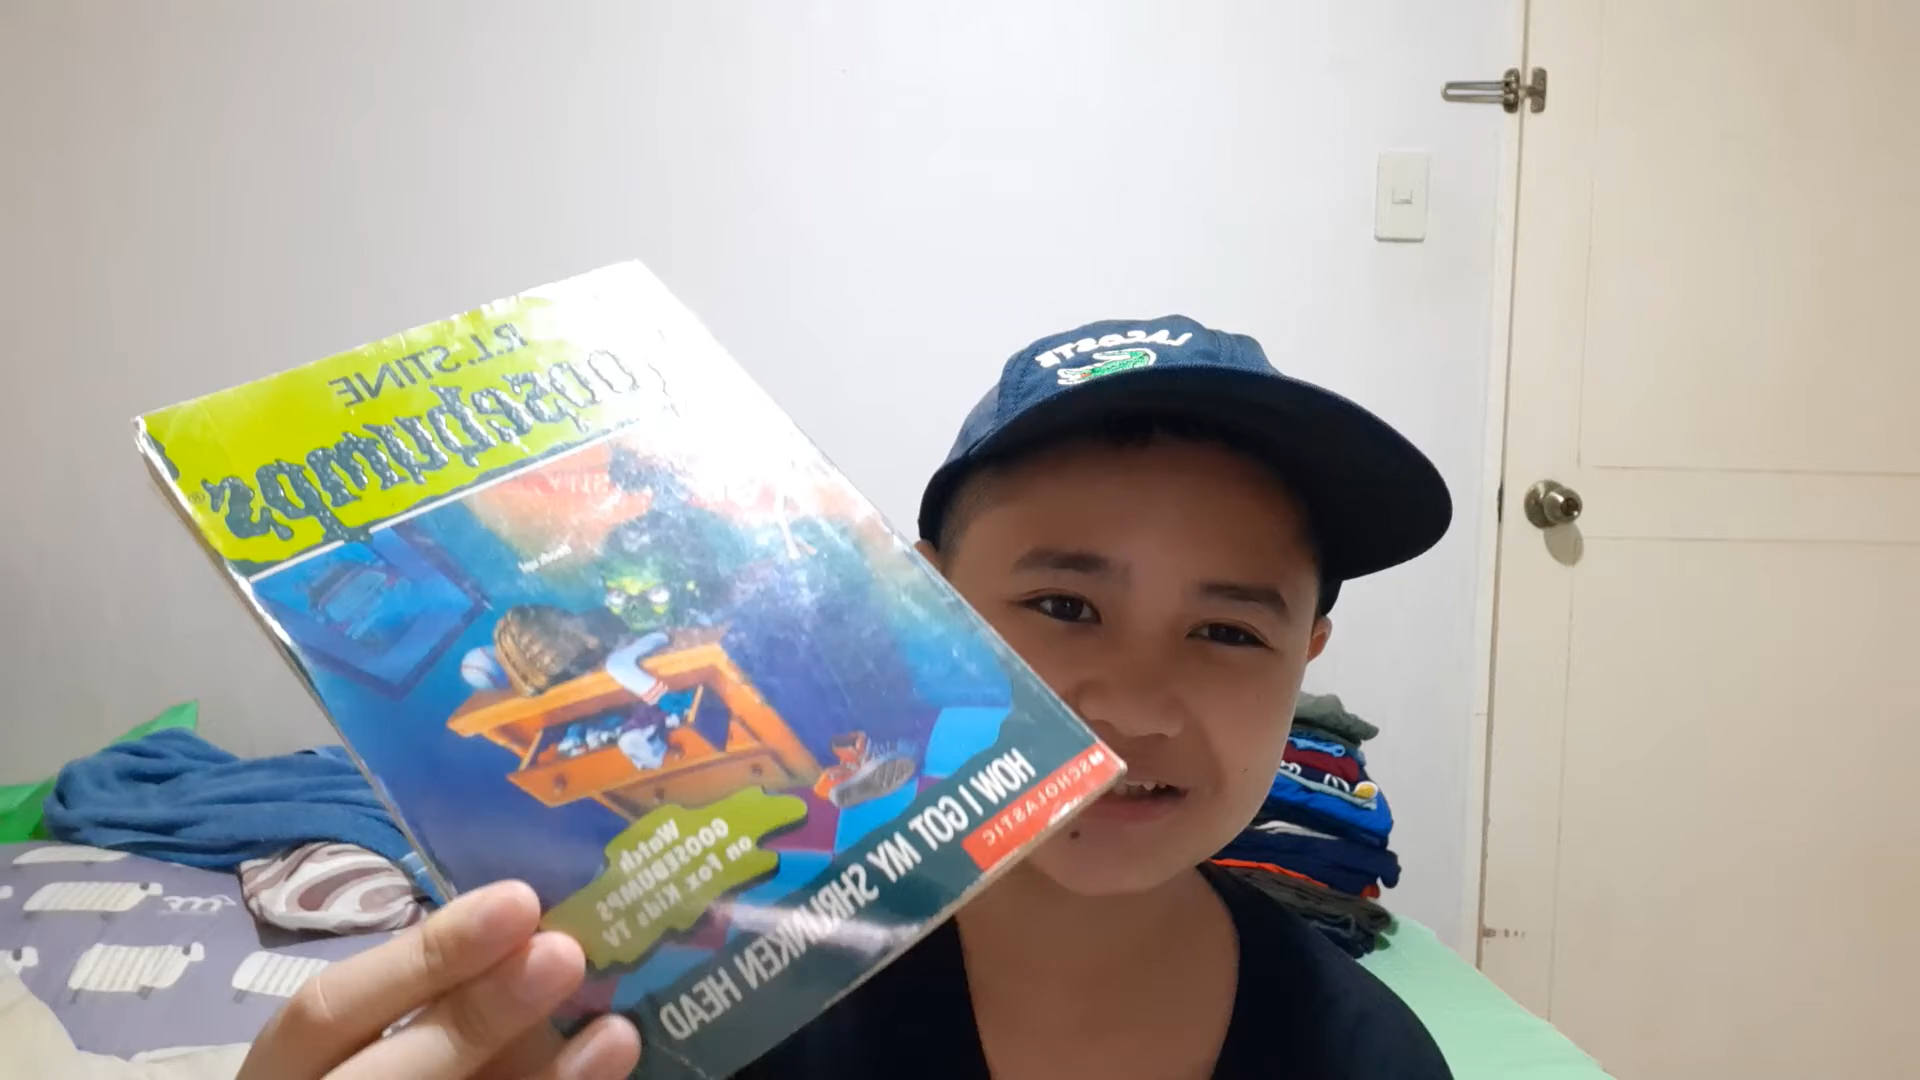 R.L. STINE
Goosebumps®
HOW I GOT MY SHRUNKEN HEAD
SCHOLASTIC
Watch
GOOSEBUMPS
on Fox Kids
TV
LACOSTE